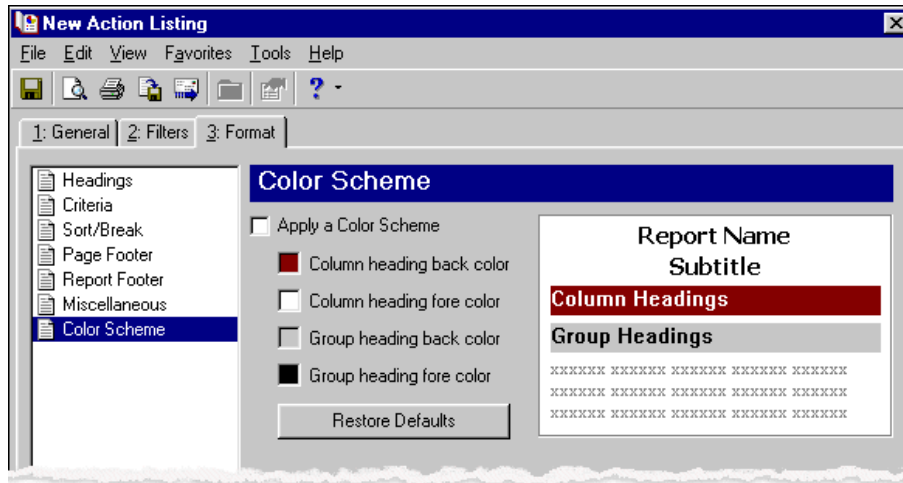 New Action Listing
File Edit View Favorites Tools Help
?
1: General 2: Filters 3: Format
Headings
Criteria
Sort/Break
Page Footer
Report Footer
Miscellaneous
Color Scheme
Color Scheme
Apply a Color Scheme
Column heading back color
Column heading fore color
Group heading back color
Group heading fore color
Restore Defaults
Report Name
Subtitle
Column Headings
Group Headings
xxxxxx xxxxxx xxxxxx xxxxxx xxxxxx
xxxxxx xxxxxx xxxxxx xxxxxx xxxxxx
xxxxxx xxxxxx xxxxxx xxxxxx xxxxxx